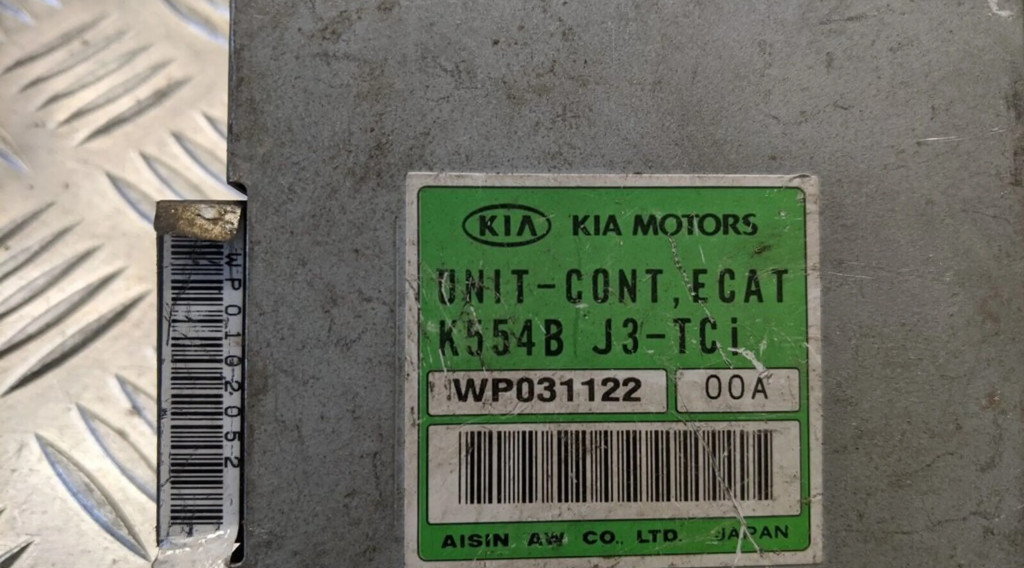 KIA KIA MOTORS
UNIT-CONT, ECAT
K554B J3-TCi
WP031122 00A
AISIN AW CO., LTD. JAPAN
WP0102052